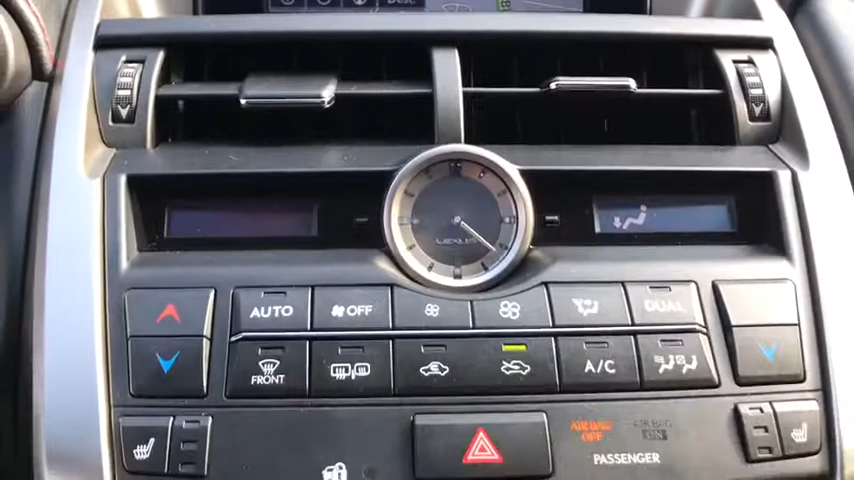 LEXUS
AUTO
OFF
DUAL
FRONT
A/C
AIR BAG
OFF
AIR BAG
ON
PASSENGER